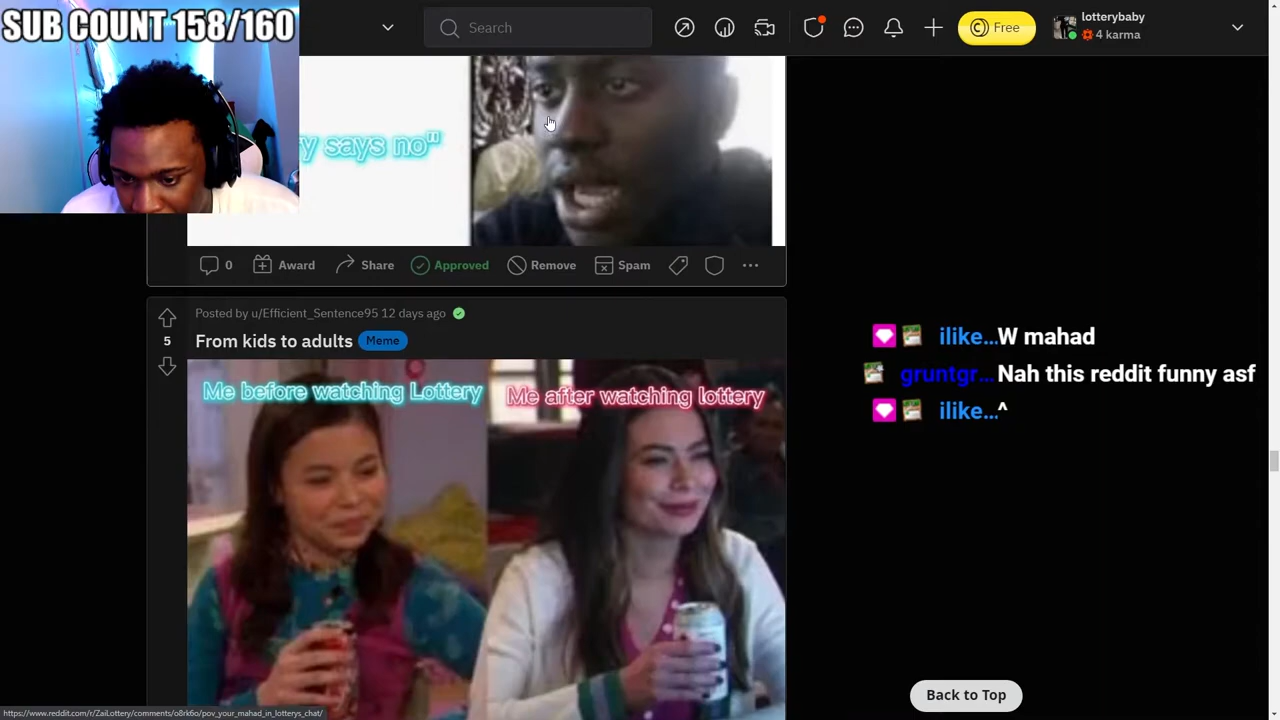 SUB COUNT 158/160
Search
Free
lotterybaby
4 karma
ry says no"
0 Award Share Approved Remove Spam
Posted by u/Efficient_Sentence95 12 days ago
5
From kids to adults Meme
Me before watching Lottery
Me after watching lottery
ilike... W mahad
gruntgr... Nah this reddit funny asf
ilike... ^
Back to Top
https://www.reddit.com/r/ZaiLottery/comments/o8rk6o/pov_your_mahad_in_lotterys_chat/